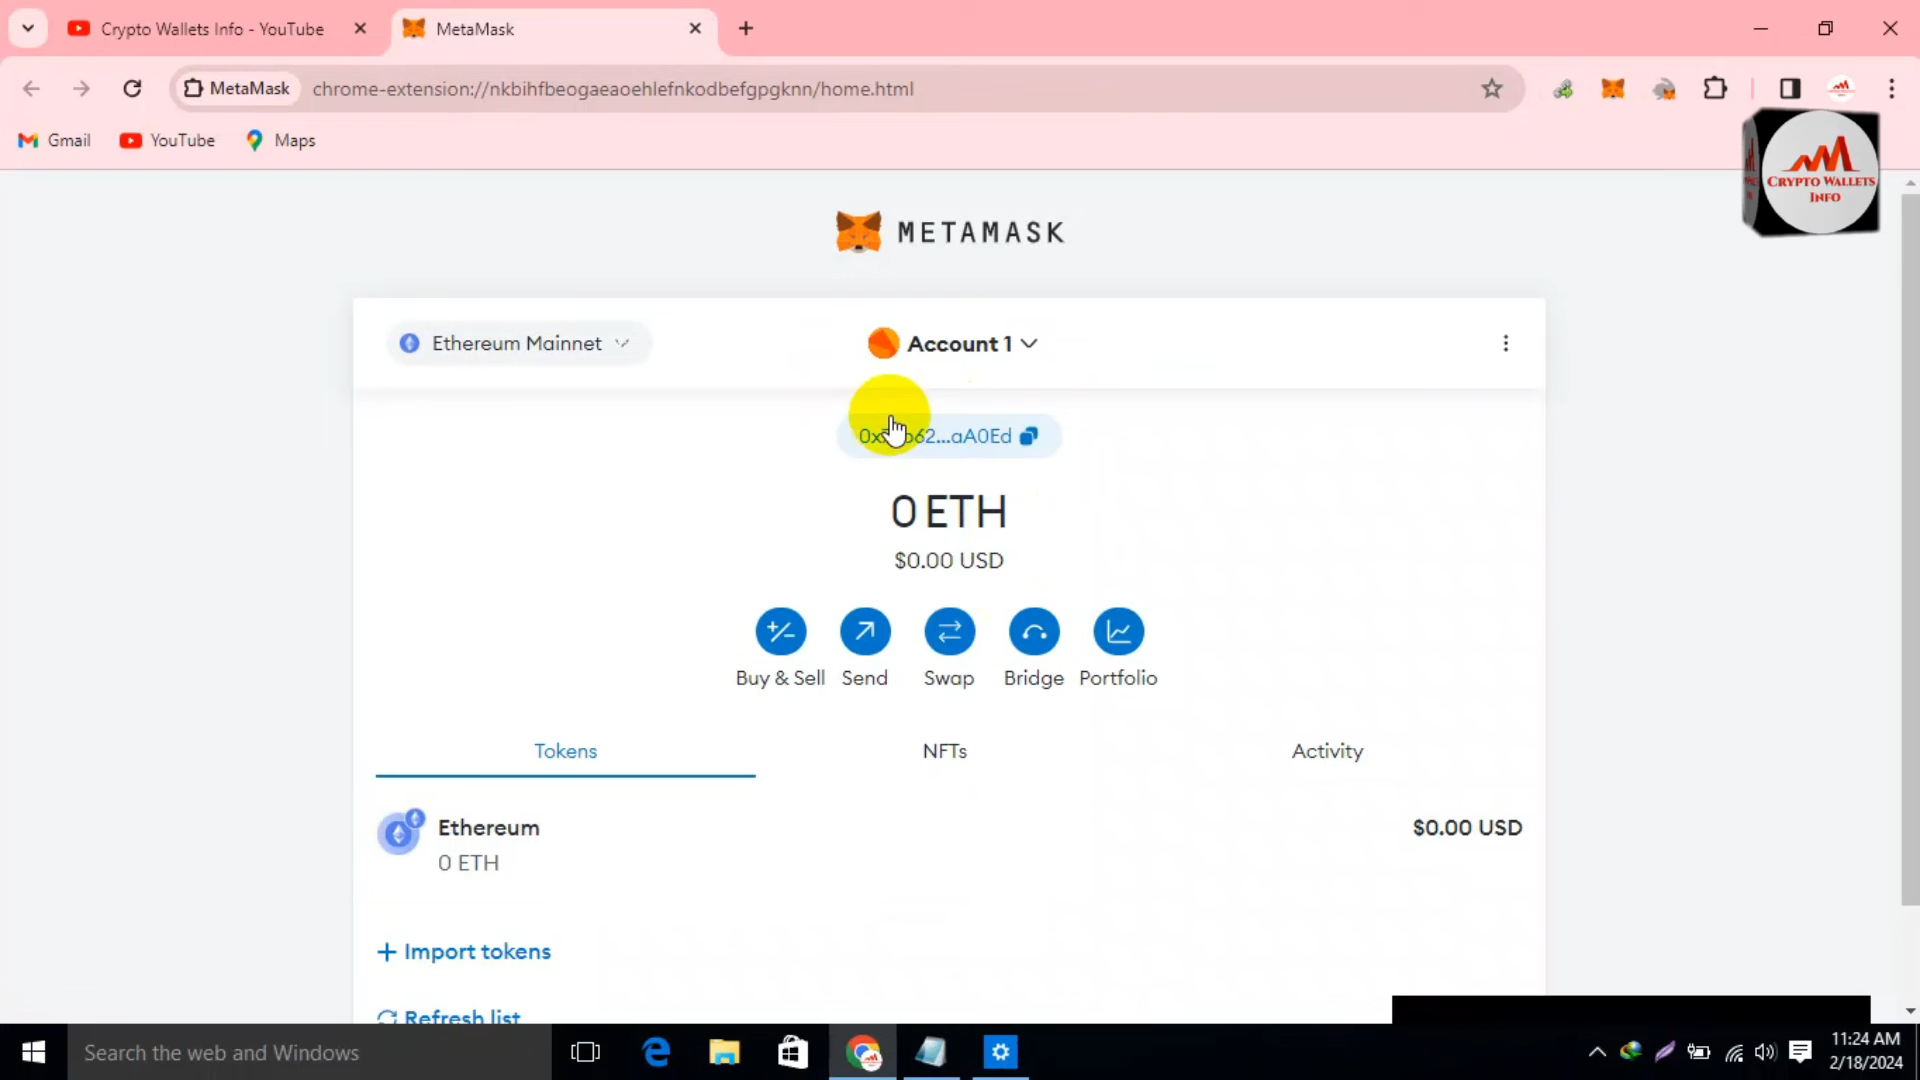 Crypto Wallets Info - YouTube
MetaMask
MetaMask
chrome-extension://nkbihfbeogaeaoehlefnkodbefgpgknn/home.html
Gmail
YouTube
Maps
CRYPTO WALLETS
INFO
METAMASK
Ethereum Mainnet
Account 1
0 ETH
$0.00 USD
Buy & Sell
Send
Swap
Bridge
Portfolio
Tokens
NFTs
Activity
Ethereum
$0.00 USD
0 ETH
+ Import tokens
Refresh list
Search the web and Windows
11:24 AM
2/18/2024